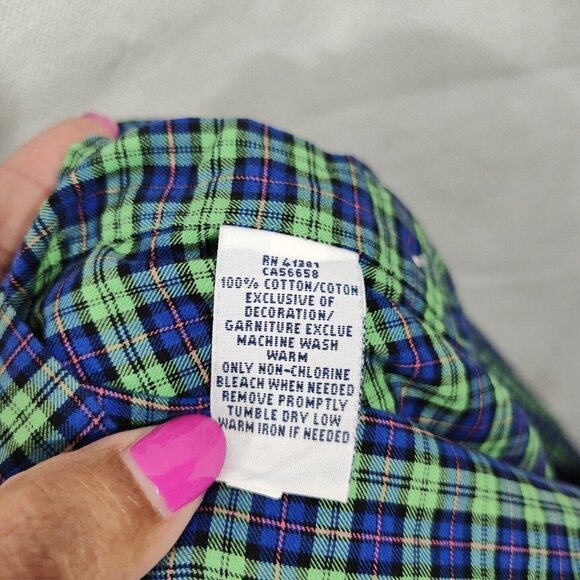 RN 41381
CA56658
100% COTTON/COTON
EXCLUSIVE OF
DECORATION/
GARNITURE EXCLUE
MACHINE WASH
WARM
ONLY NON-CHLORINE
BLEACH WHEN NEEDED
REMOVE PROMPTLY
TUMBLE DRY LOW
WARM IRON IF NEEDED